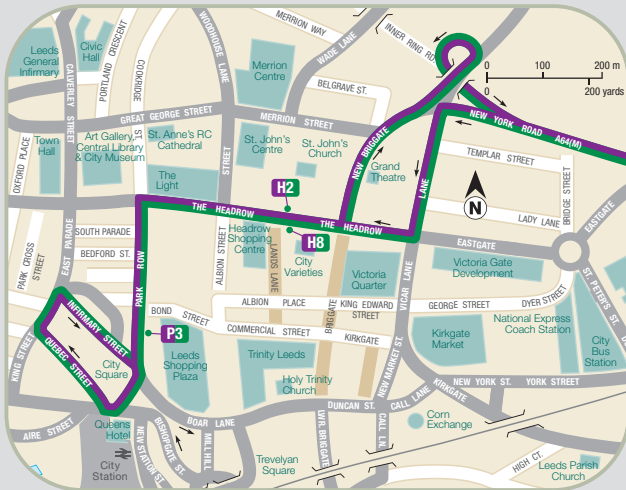 MERRION WAY
INNER RING RD
WOODHOUSE LANE
WADE LANE
PORTLAND CRESCENT
Leeds
General
Infirmary
Civic
Hall
CALVERLEY STREET
COOKRIDGE ST.
Merrion
Centre
0 100 m 200 m
0 200 yards
BELGRAVE ST.
GREAT GEORGE STREET
MERRION STREET
NEW YORK ROAD A64(M)
OXFORD PLACE
Town
Hall
Art Gallery,
Central Library
& City Museum
St. Anne's RC
Cathedral
STREET
St. John's
Centre
St. John's
Church
NEW BRIGGATE
Grand
Theatre
LANE
TEMPLAR STREET
BRIDGE STREET
The
Light
N
H2
THE HEADROW
THE HEADROW
LADY LANE
EASTGATE
EASTGATE
PARK CROSS
STREET
EAST PARADE
SOUTH PARADE
BEDFORD ST.
PARK ROW
ALBION STREET
Headrow
Shopping
Centre
LANDS LANE
H8
City
Varieties
Victoria
Quarter
VICAR LANE
Victoria Gate
Development
ST. PETER'S ST.
DYER STREET
ALBION PLACE
BRIGGATE
KING EDWARD
STREET
GEORGE STREET
National Express
Coach Station
INFIRMARY STREET
BOND STREET
COMMERCIAL STREET
KIRKGATE
Kirkgate
Market
City
Bus
Station
P3
KING STREET
QUEBEC STREET
City
Square
Leeds
Shopping
Plaza
Trinity Leeds
Holy Trinity
Church
NEW MARKET ST.
NEW YORK ST. YORK STREET
KIRKGATE
CALL LANE
DUNCAN ST.
AIRE STREET
Queens
Hotel
City
Station
NEW STATION ST.
BISHOPGATE ST.
BOAR LANE
MILL HILL
LWR. BRIGGATE
CALL LN.
Corn
Exchange
Trevelyan
Square
HIGH CT.
Leeds Parish
Church